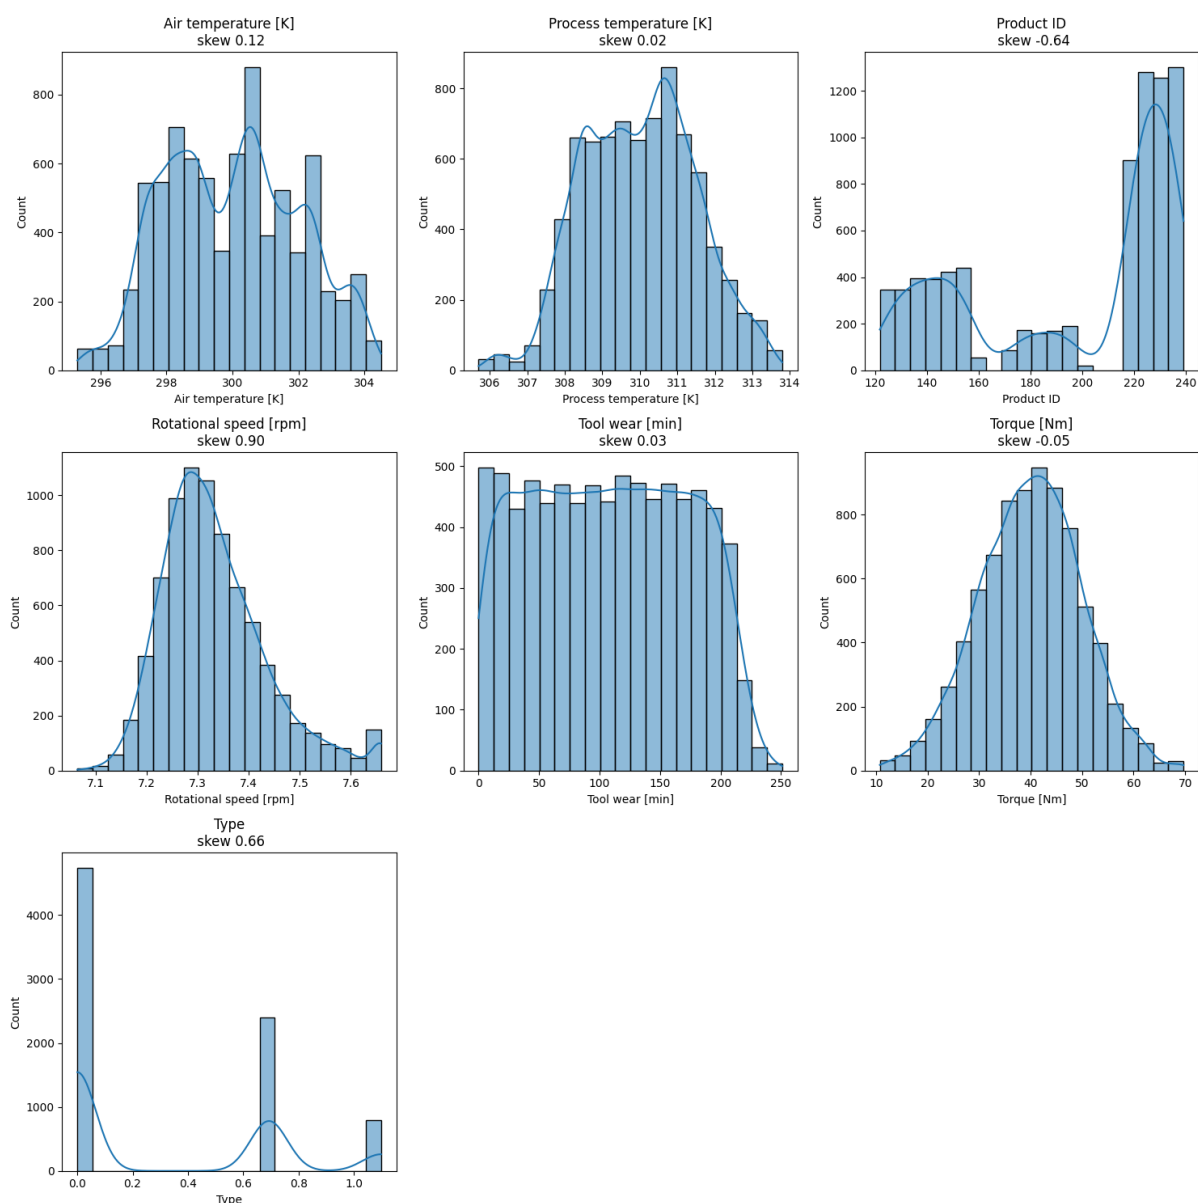 Air temperature [K]
skew 0.12
Count
800
600
400
200
0
296 298 300 302 304
Air temperature [K]
Process temperature [K]
skew 0.02
Count
800
600
400
200
0
306 307 308 309 310 311 312 313 314
Process temperature [K]
Product ID
skew -0.64
Count
1200
1000
800
600
400
200
0
120 140 160 180 200 220 240
Product ID
Rotational speed [rpm]
skew 0.90
Count
1000
800
600
400
200
0
7.1 7.2 7.3 7.4 7.5 7.6
Rotational speed [rpm]
Tool wear [min]
skew 0.03
Count
500
400
300
200
100
0
0 50 100 150 200 250
Tool wear [min]
Torque [Nm]
skew -0.05
Count
800
600
400
200
0
10 20 30 40 50 60 70
Torque [Nm]
Type
skew 0.66
Count
4000
3000
2000
1000
0
0.0 0.2 0.4 0.6 0.8 1.0
Type